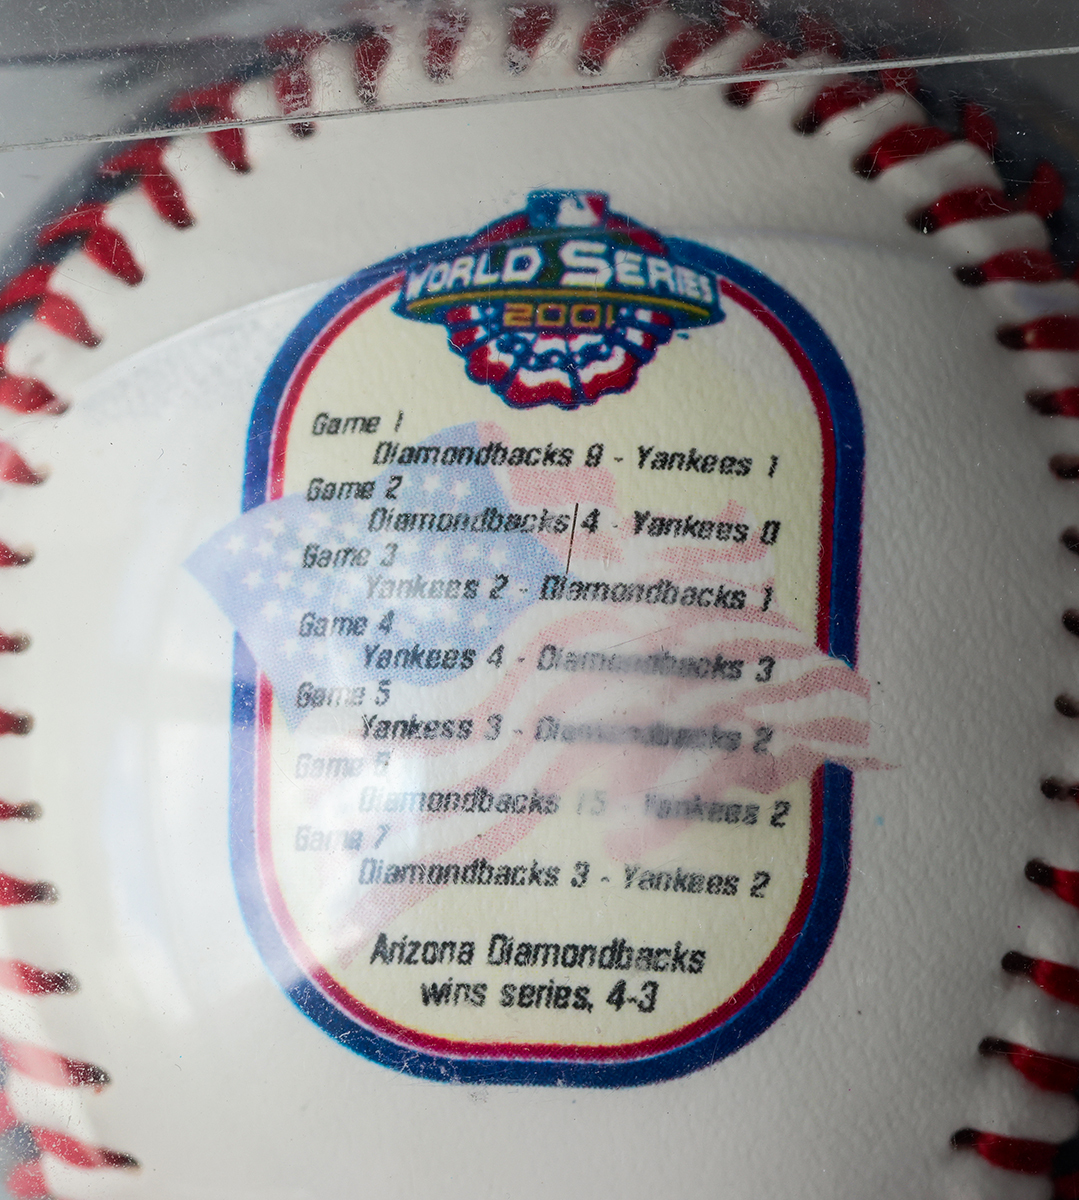 WORLD SERIES
2001
Game 1
Diamondbacks 9 - Yankees 1
Game 2
Diamondbacks 4 - Yankees 0
Game 3
Yankees 2 - Diamondbacks 1
Game 4
Yankees 4 - Diamondbacks 3
Game 5
Yankess 3 - Diamondbacks 2
Game 6
Diamondbacks 15 - Yankees 2
Game 7
Diamondbacks 3 - Yankees 2
Arizona Diamondbacks
wins series, 4-3